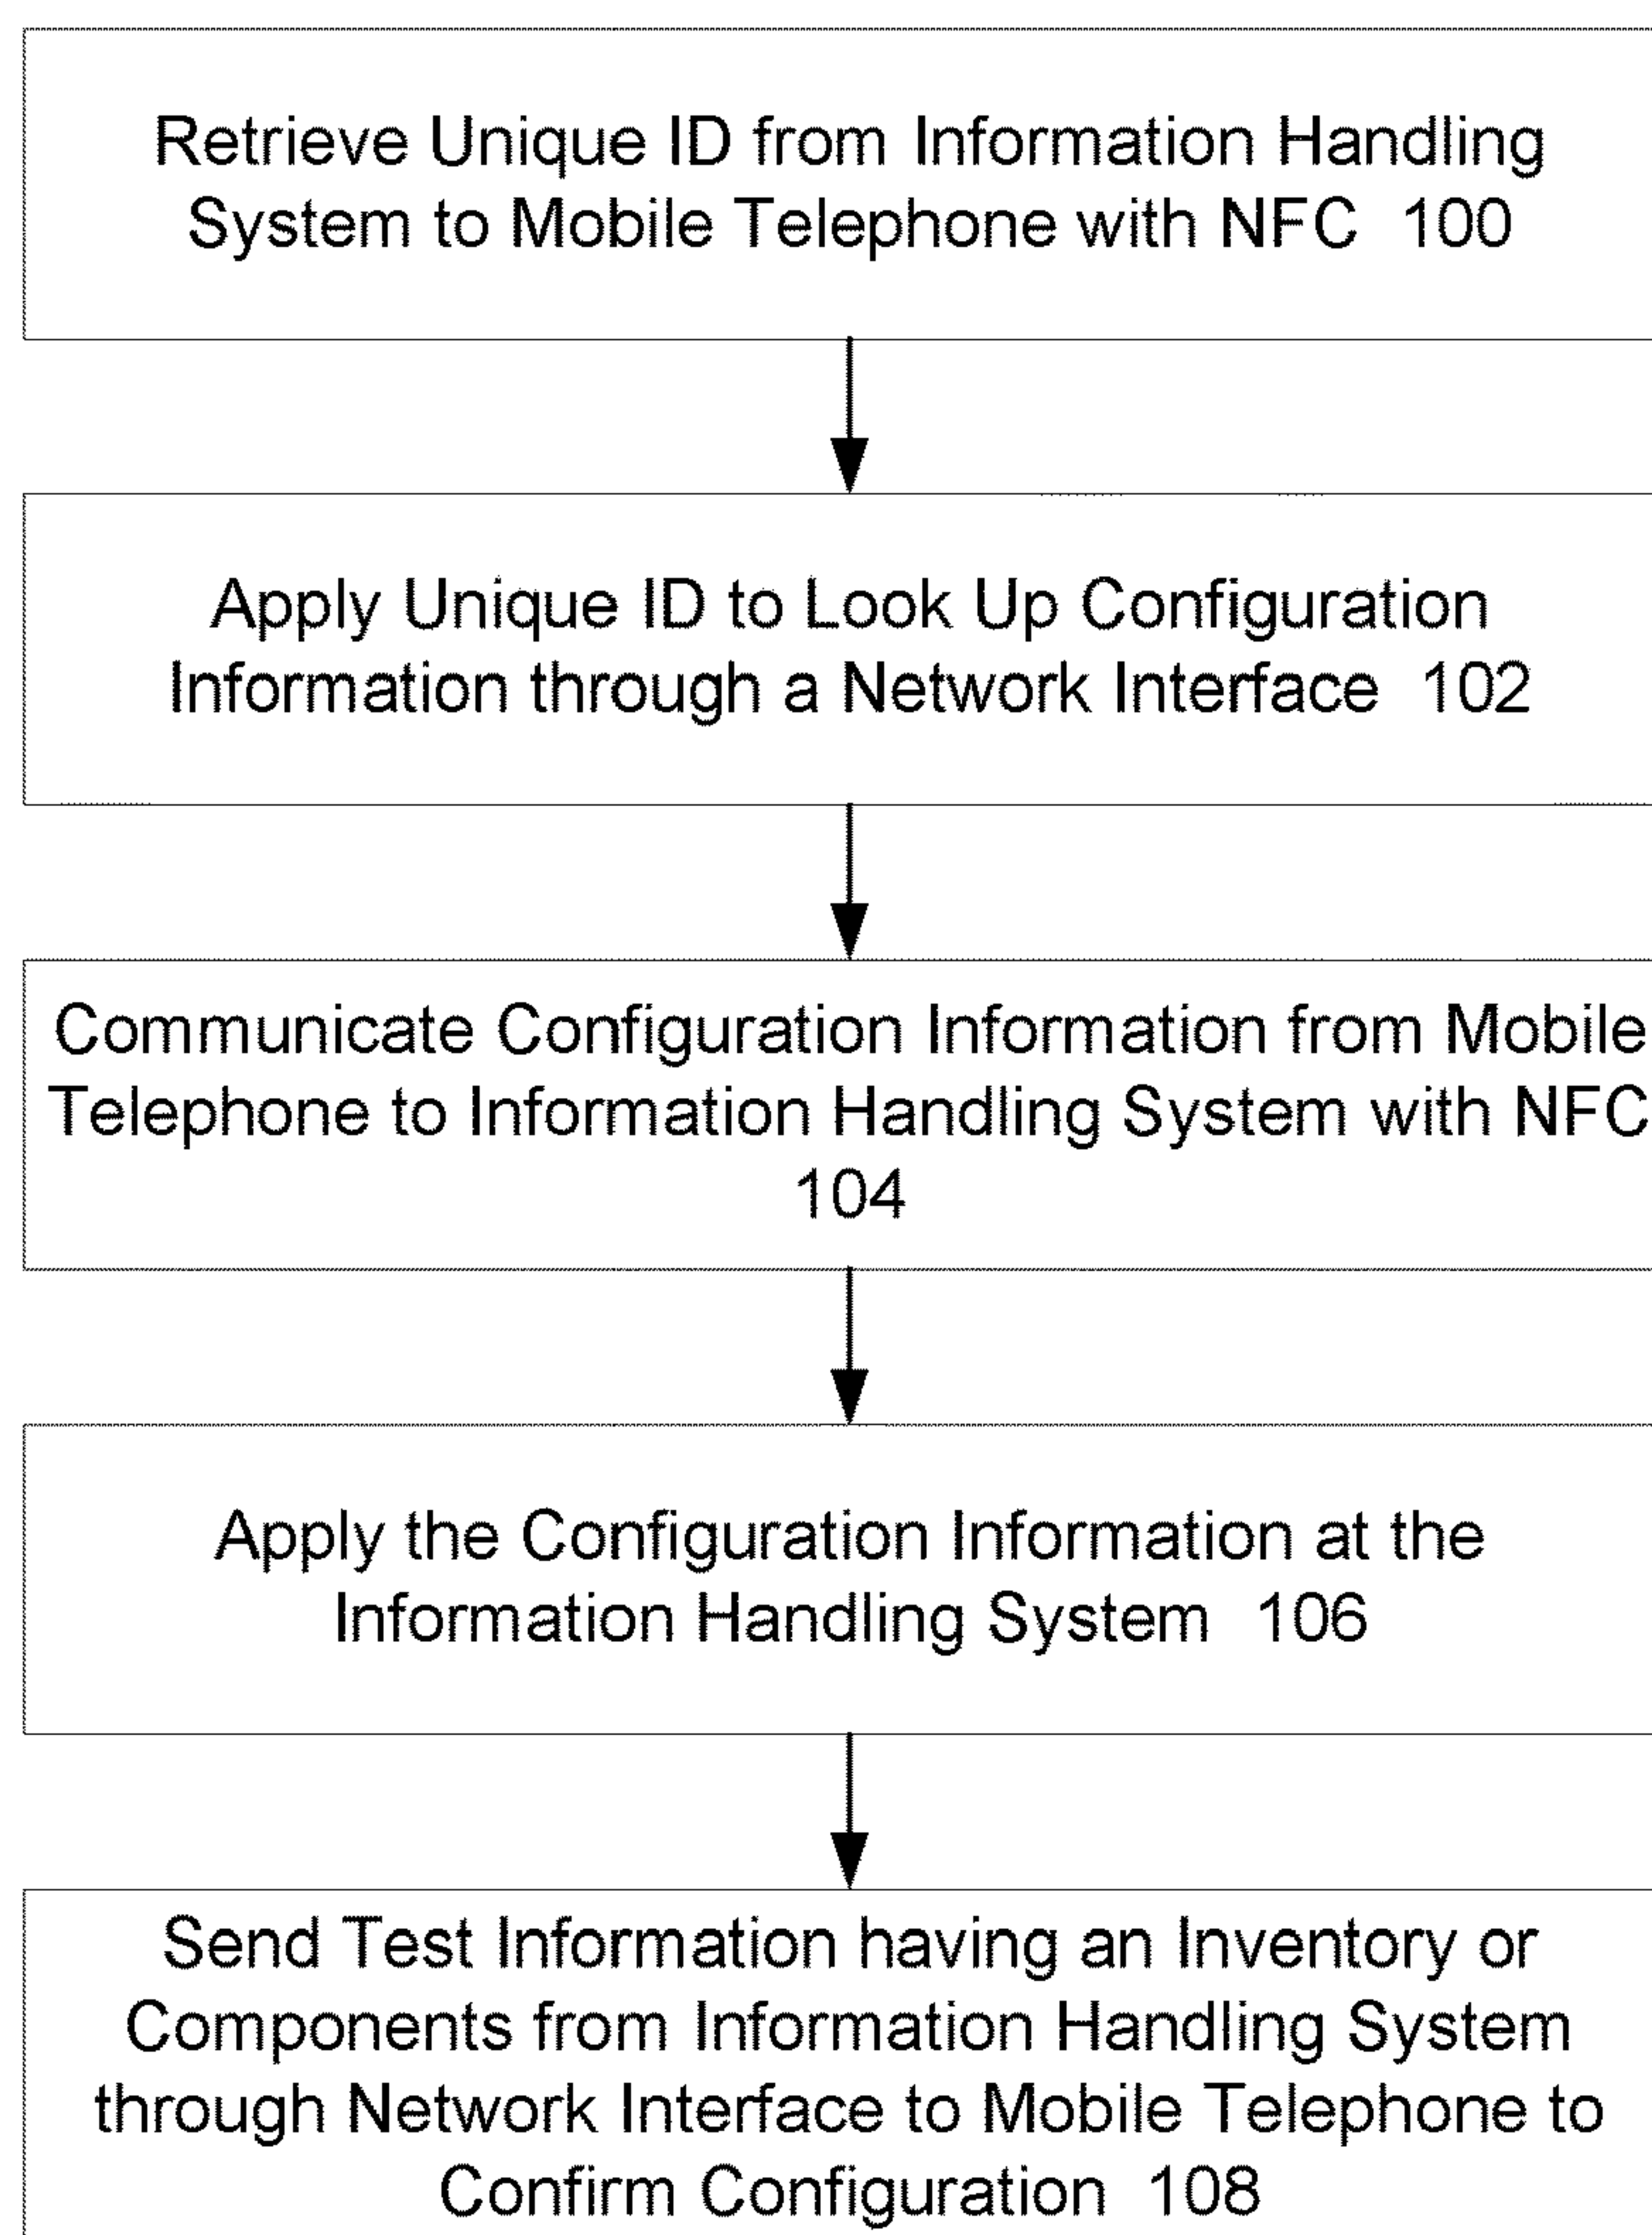 Retrieve Unique ID from Information Handling
System to Mobile Telephone with NFC 100
Apply Unique ID to Look Up Configuration
Information through a Network Interface 102
Communicate Configuration Information from Mobile
Telephone to Information Handling System with NFC
104
Apply the Configuration Information at the
Information Handling System 106
Send Test Information having an Inventory or
Components from Information Handling System
through Network Interface to Mobile Telephone to
Confirm Configuration 108